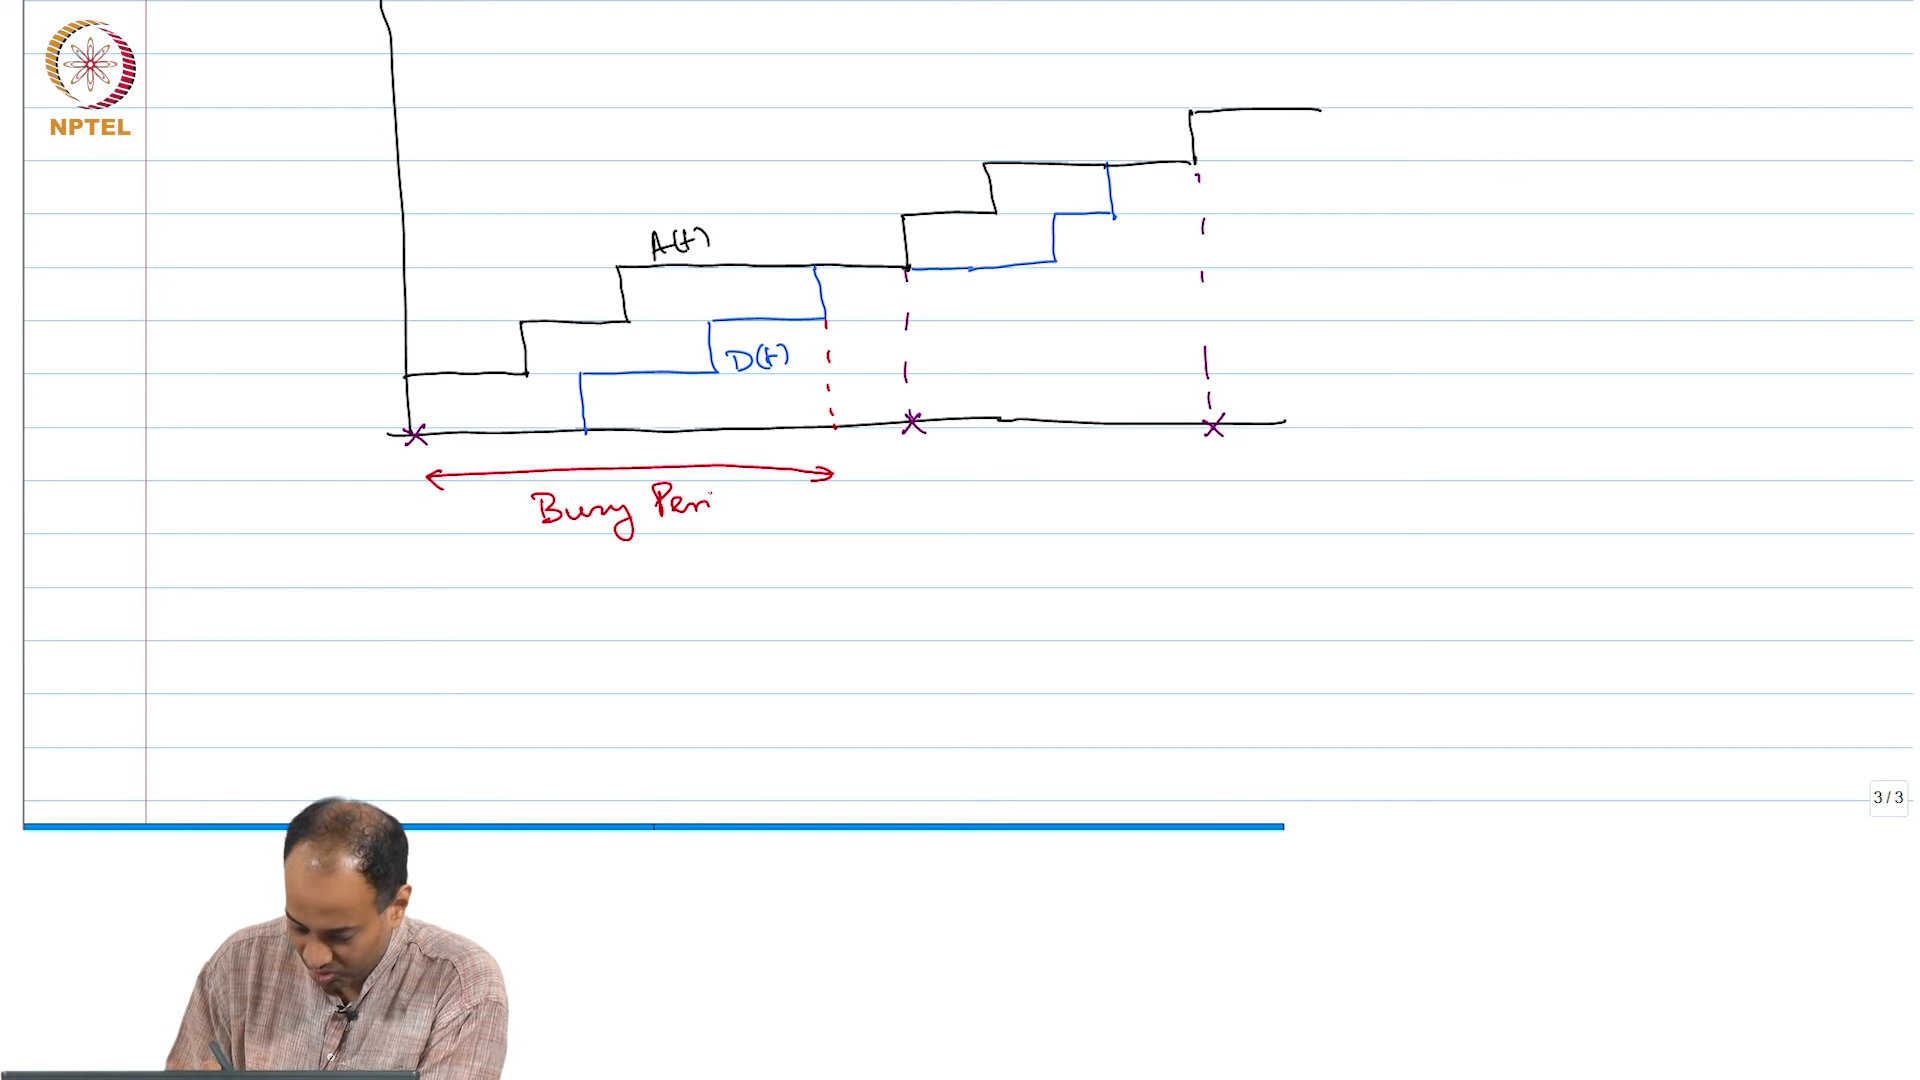 NPTEL
A(t)
D(t)
Busy Peri
3 / 3